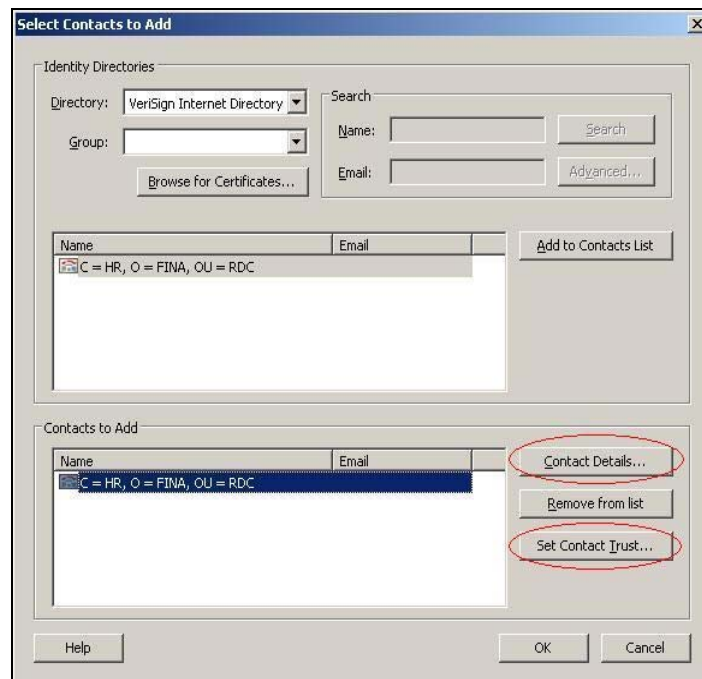 Select Contacts to Add
Identity Directories
Directory: VeriSign Internet Directory
Group:
Browse for Certificates...
Search
Name: Search
Email: Advanced...
Name Email
C = HR, O = FINA, OU = RDC
Add to Contacts List
Contacts to Add
Name Email
C = HR, O = FINA, OU = RDC
Contact Details...
Remove from list
Set Contact Trust...
Help OK Cancel